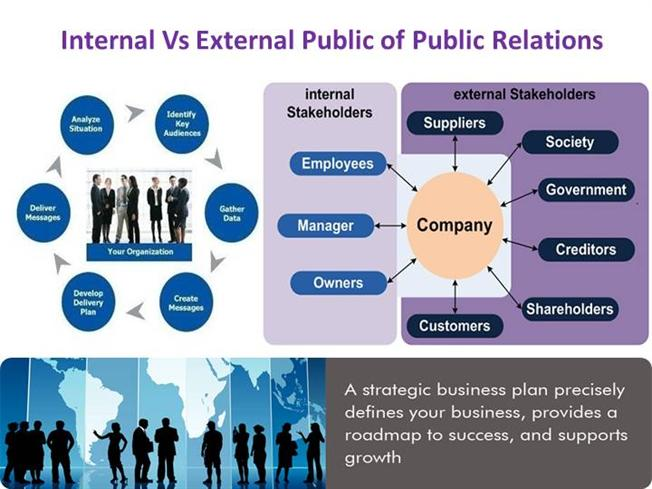 Internal Vs External Public of Public Relations
Analyze
Situation
Identify
Key
Audiences
Gather
Data
Create
Messages
Develop
Delivery
Plan
Deliver
Messages
Your Organization
internal
Stakeholders
Employees
Manager
Owners
external Stakeholders
Suppliers
Society
Government
Creditors
Shareholders
Customers
Company
A strategic business plan precisely
defines your business, provides a
roadmap to success, and supports
growth